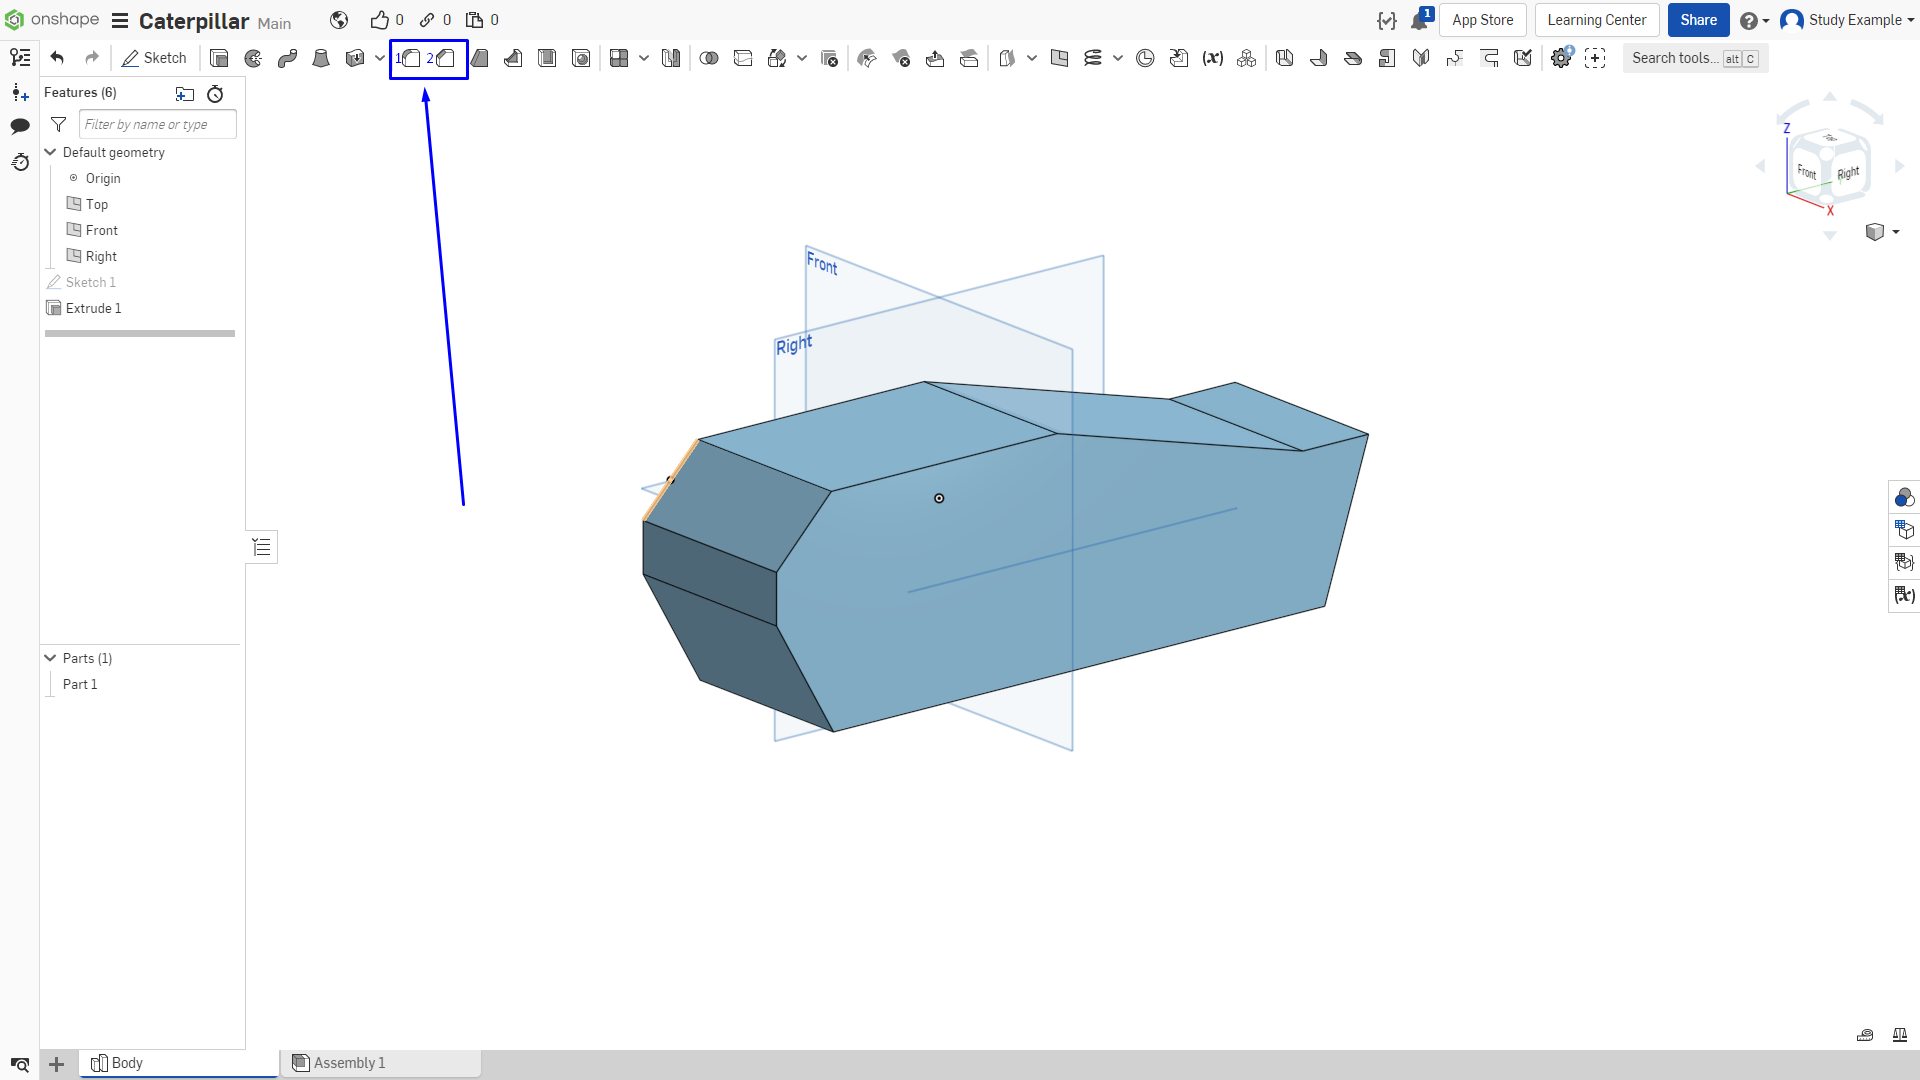 onshape Caterpillar Main 0 0 0 1 App Store Learning Center Share Study Example
Sketch 1 2 (x) Search tools... alt C
Features (6)
Filter by name or type
Default geometry
Origin
Top
Front
Right
Sketch 1
Extrude 1
Z
Top
Front
Right
X
Front
Right
(x)
Parts (1)
Part 1
Body Assembly 1